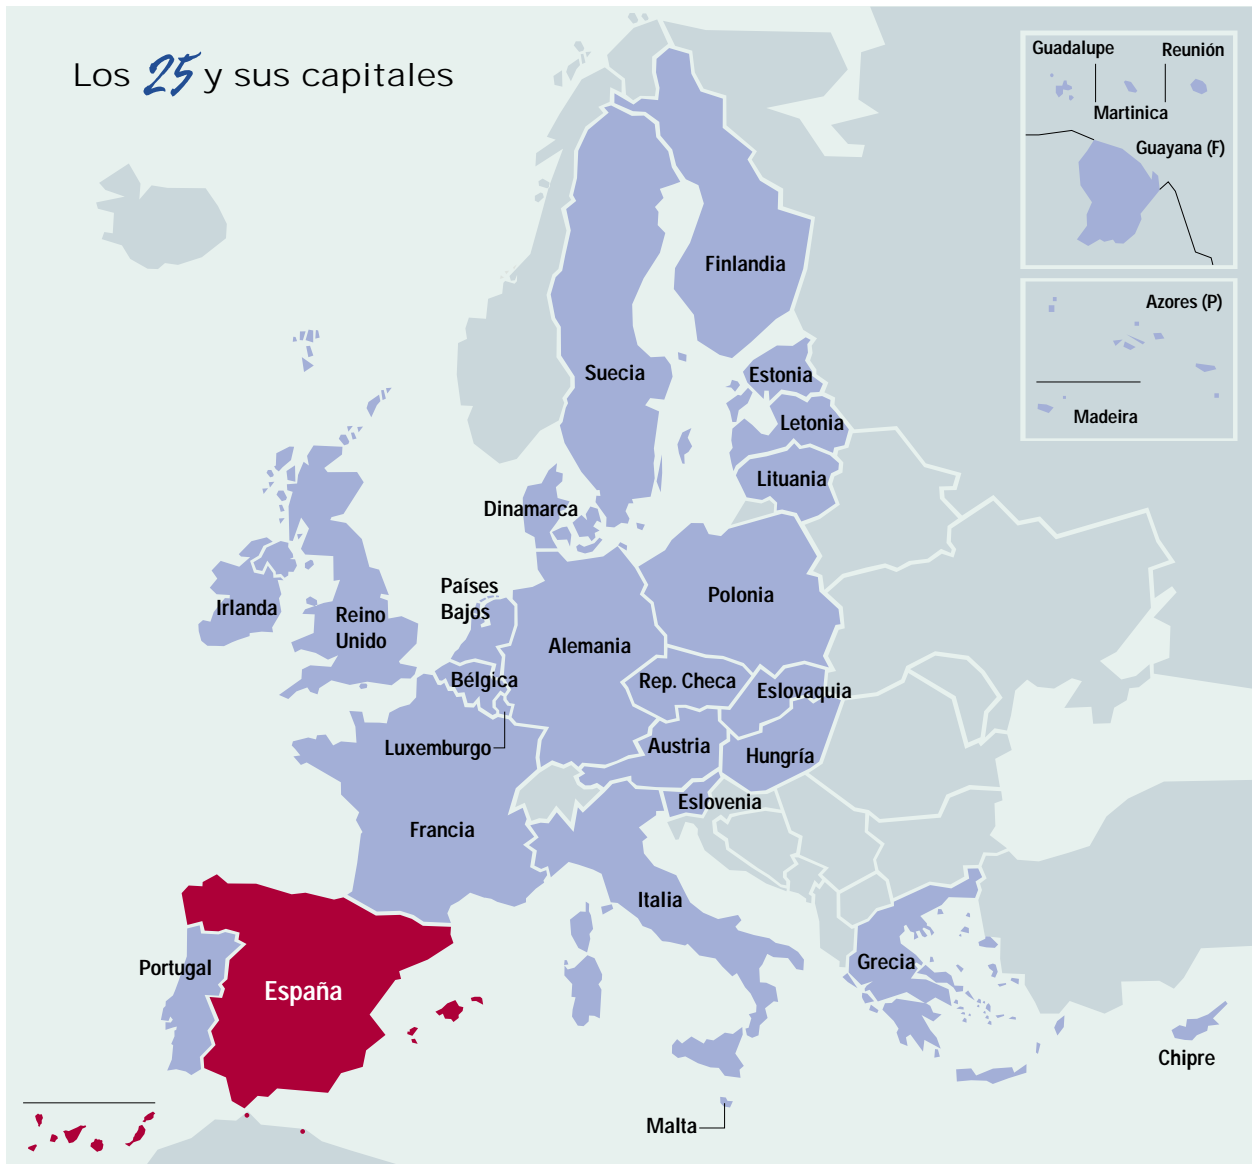 Los 25 y sus capitales
Guadalupe
Reunión
Martinica
Guayana (F)
Azores (P)
Madeira
Finlandia
Suecia
Estonia
Letonia
Lituania
Dinamarca
Países
Bajos
Irlanda
Reino
Unido
Polonia
Alemania
Bélgica
Rep. Checa
Eslovaquia
Luxemburgo
Austria
Hungría
Eslovenia
Francia
Italia
Portugal
España
Grecia
Chipre
Malta